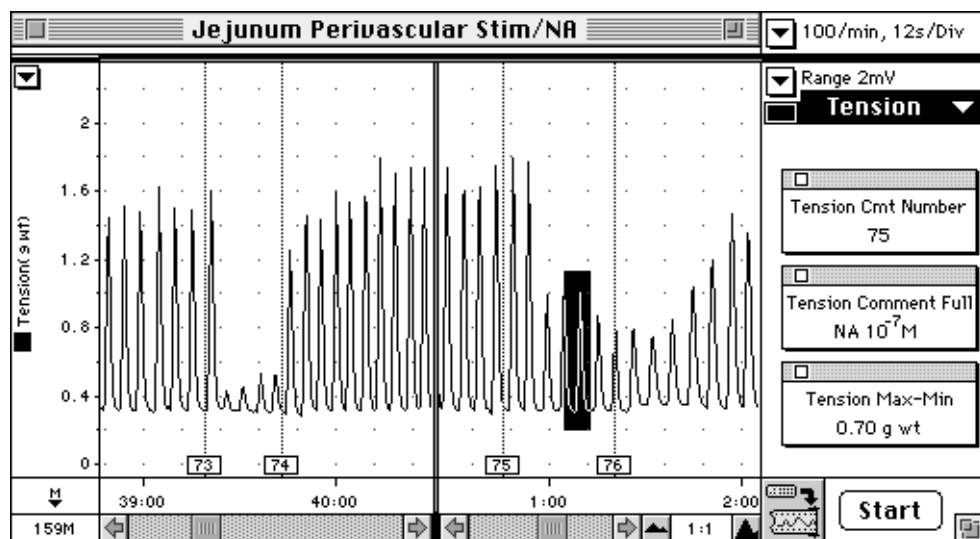 Jejunum Perivascular Stim/NA
100/min, 12s/Div
Range 2mV
Tension
Tension( g wt)
2
1.6
1.2
0.8
0.4
0
73
74
75
76
Tension Cmt Number
75
Tension Comment Full
NA 10⁻⁷M
Tension Max-Min
0.70 g wt
M
39:00
40:00
1:00
2:00
159M
1:1
Start